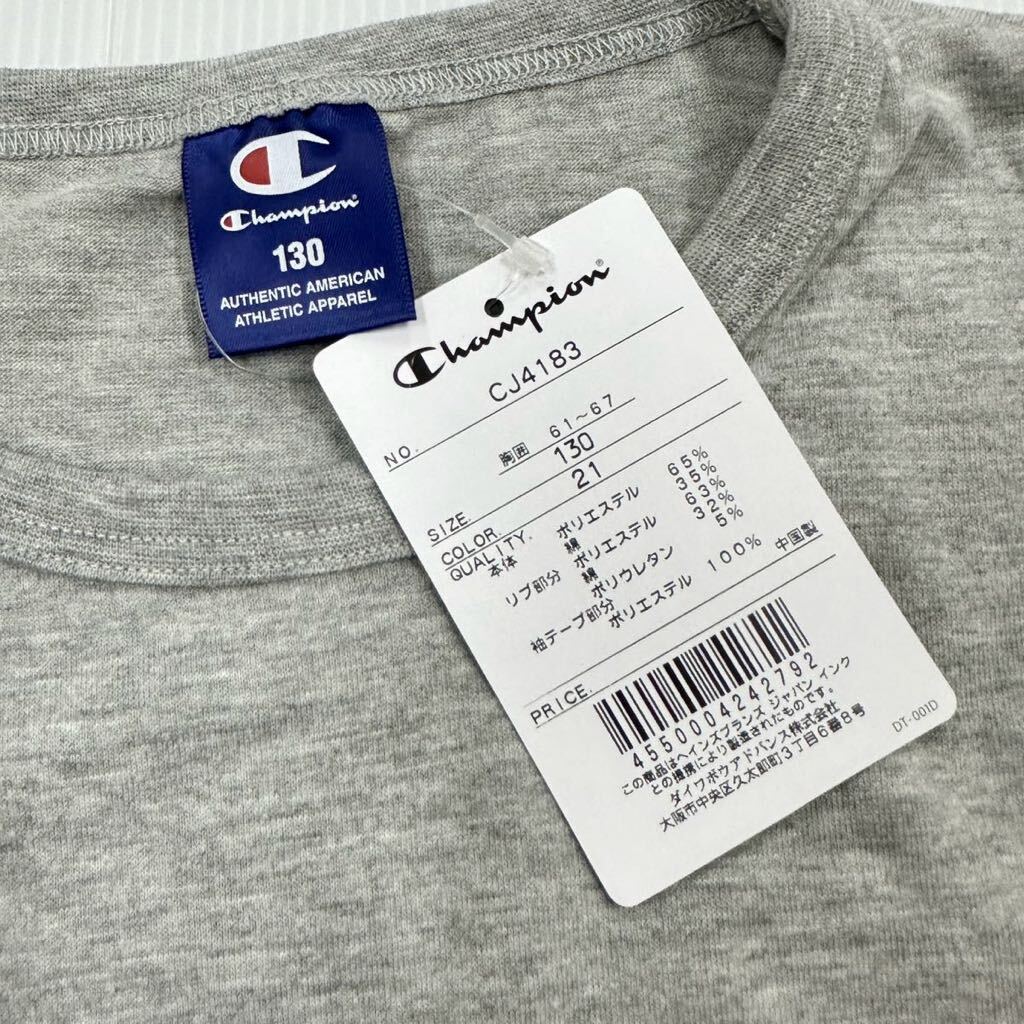 Champion
130
AUTHENTIC AMERICAN
ATHLETIC APPAREL
Champion®
NO. CJ4183
胸囲 61～67
SIZE. 130
COLOR. 21
QUALITY. ポリエステル 65%
本体 綿 35%
リブ部分 ポリエステル 63%
綿 32%
ポリウレタン 5%
袖テープ部分
ポリエステル 100%
中国製
PRICE.
4550004242792
この商品はヘインズブランズ ジャパン インク
との提携により製造されたものです。
ダイワボウアドバンス株式会社
大阪市中央区久太郎町3丁目6番8号
DT-001D